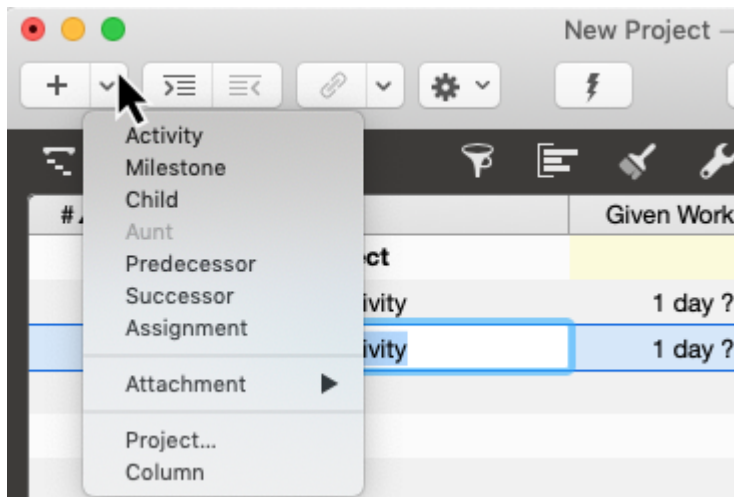 New Project –
Activity
Milestone
Child
Aunt
Predecessor
Successor
Assignment
Attachment
Project...
Column
#
Given Work
ect
ivity 1 day ?
ivity 1 day ?